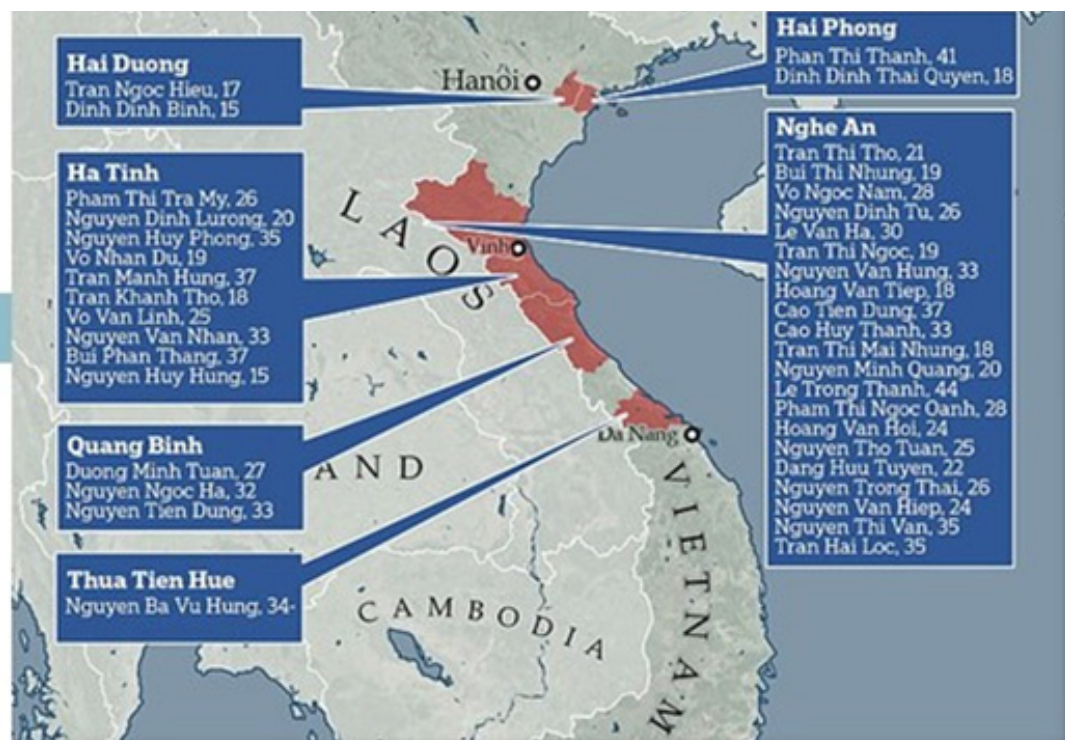 Hai Duong
Tran Ngoc Hieu, 17
Dinh Dinh Binh, 15
Ha Tinh
Pham Thi Tra My, 26
Nguyen Dinh Lurong, 20
Nguyen Huy Phong, 35
Vo Nhan Du, 19
Tran Manh Hung, 37
Tran Khanh Tho, 18
Vo Van Linh, 25
Nguyen Van Nhan, 33
Bui Phan Thang, 37
Nguyen Huy Hung, 15
Quang Binh
Duong Minh Tuan, 27
Nguyen Ngoc Ha, 32
Nguyen Tien Dung, 33
Thua Tien Hue
Nguyen Ba Vu Hung, 34-
Hanoi
LAOS
Vinh
Da Nang
AND
CAMBODIA
VIETNAM
Hai Phong
Phan Thi Thanh, 41
Dinh Dinh Thai Quyen, 18
Nghe An
Tran Thi Tho, 21
Bui Thi Nhung, 19
Vo Ngoc Nam, 28
Nguyen Dinh Tu, 26
Le Van Ha, 30
Tran Thi Ngoc, 19
Nguyen Van Hung, 33
Hoang Van Tiep, 18
Cao Tien Dung, 37
Cao Huy Thanh, 33
Tran Thi Mai Nhung, 18
Nguyen Minh Quang, 20
Le Trong Thanh, 44
Pham Thi Ngoc Oanh, 28
Hoang Van Hoi, 24
Nguyen Tho Tuan, 25
Dang Huu Tuyen, 22
Nguyen Trong Thai, 26
Nguyen Van Hiep, 24
Nguyen Thi Van, 35
Tran Hai Loc, 35